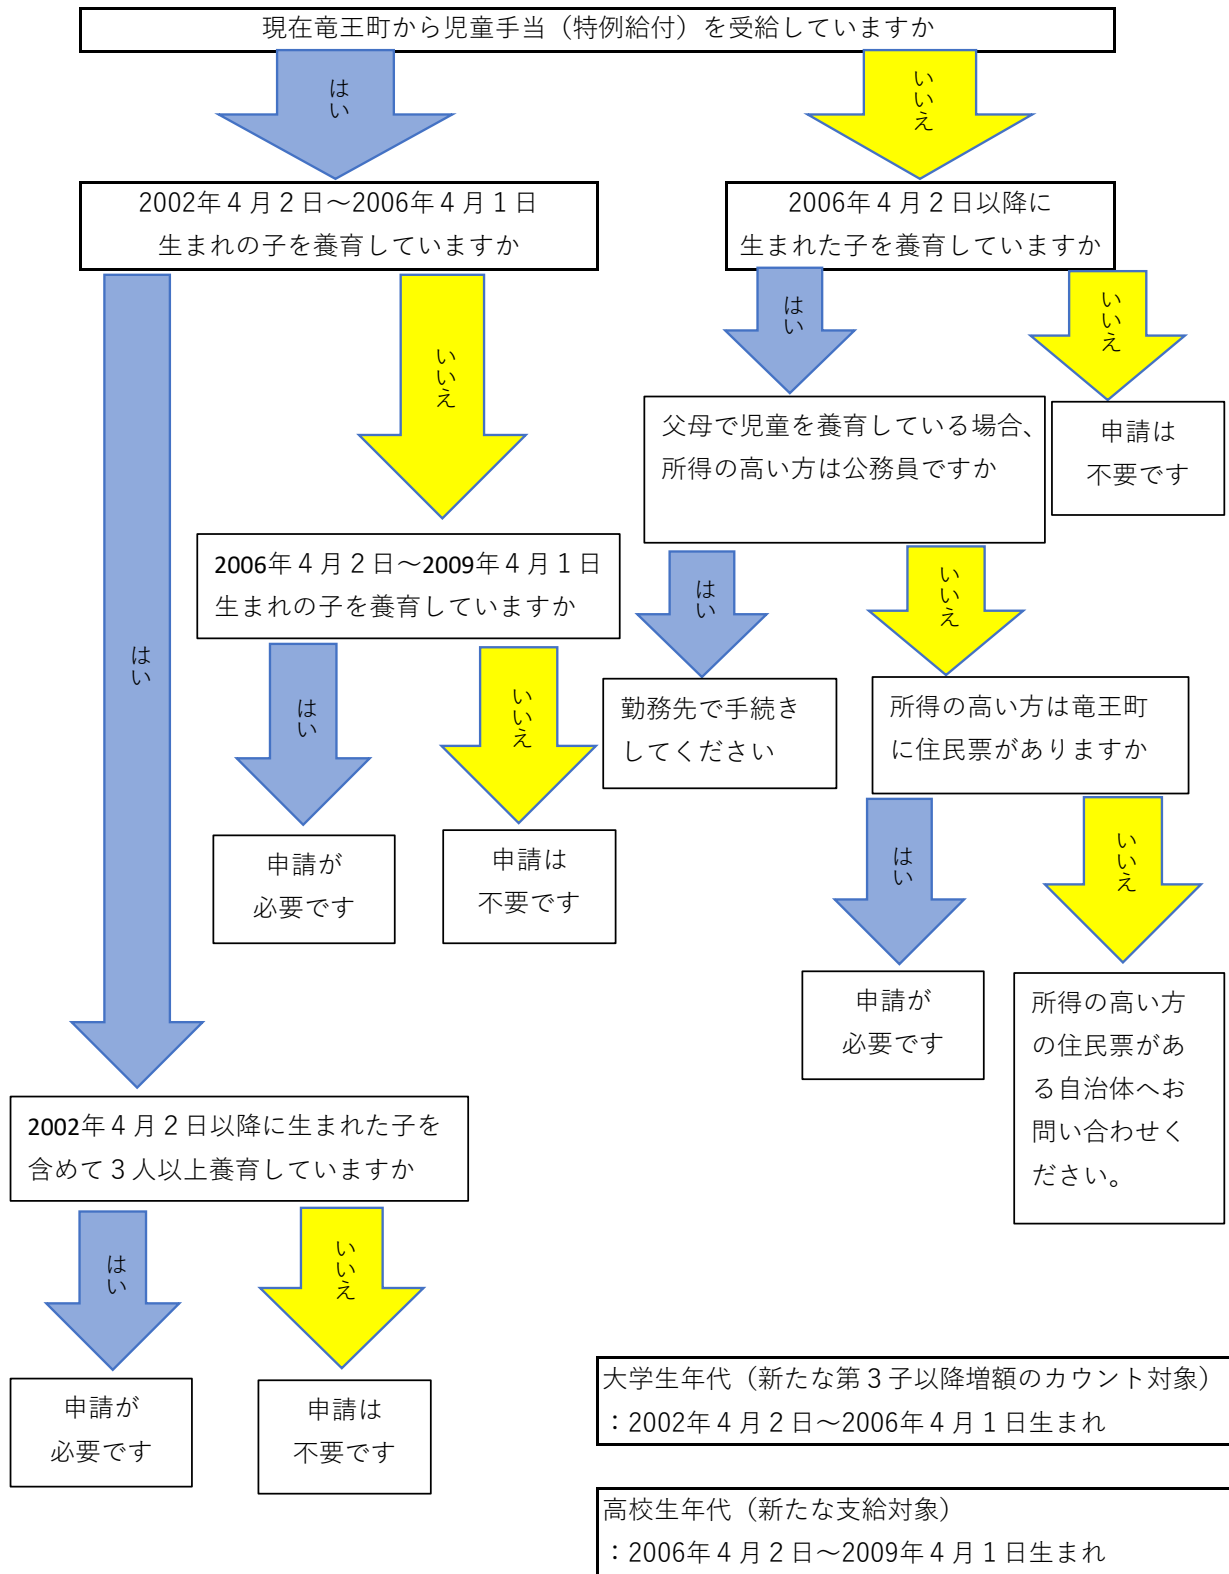 現在竜王町から児童手当（特例給付）を受給していますか
はい
いいえ
2002年４月２日～2006年４月１日
生まれの子を養育していますか
2006年４月２日以降に
生まれた子を養育していますか
はい
いいえ
はい
いいえ
父母で児童を養育している場合、
所得の高い方は公務員ですか
申請は
不要です
2006年４月２日～2009年４月１日
生まれの子を養育していますか
はい
いいえ
はい
いいえ
勤務先で手続き
してください
所得の高い方は竜王町
に住民票がありますか
申請が
必要です
申請は
不要です
はい
いいえ
申請が
必要です
所得の高い方
の住民票があ
る自治体へお
問い合わせく
ださい。
2002年４月２日以降に生まれた子を
含めて３人以上養育していますか
はい
いいえ
申請が
必要です
申請は
不要です
大学生年代（新たな第３子以降増額のカウント対象）
：2002年４月２日～2006年４月１日生まれ
高校生年代（新たな支給対象）
：2006年４月２日～2009年４月１日生まれ